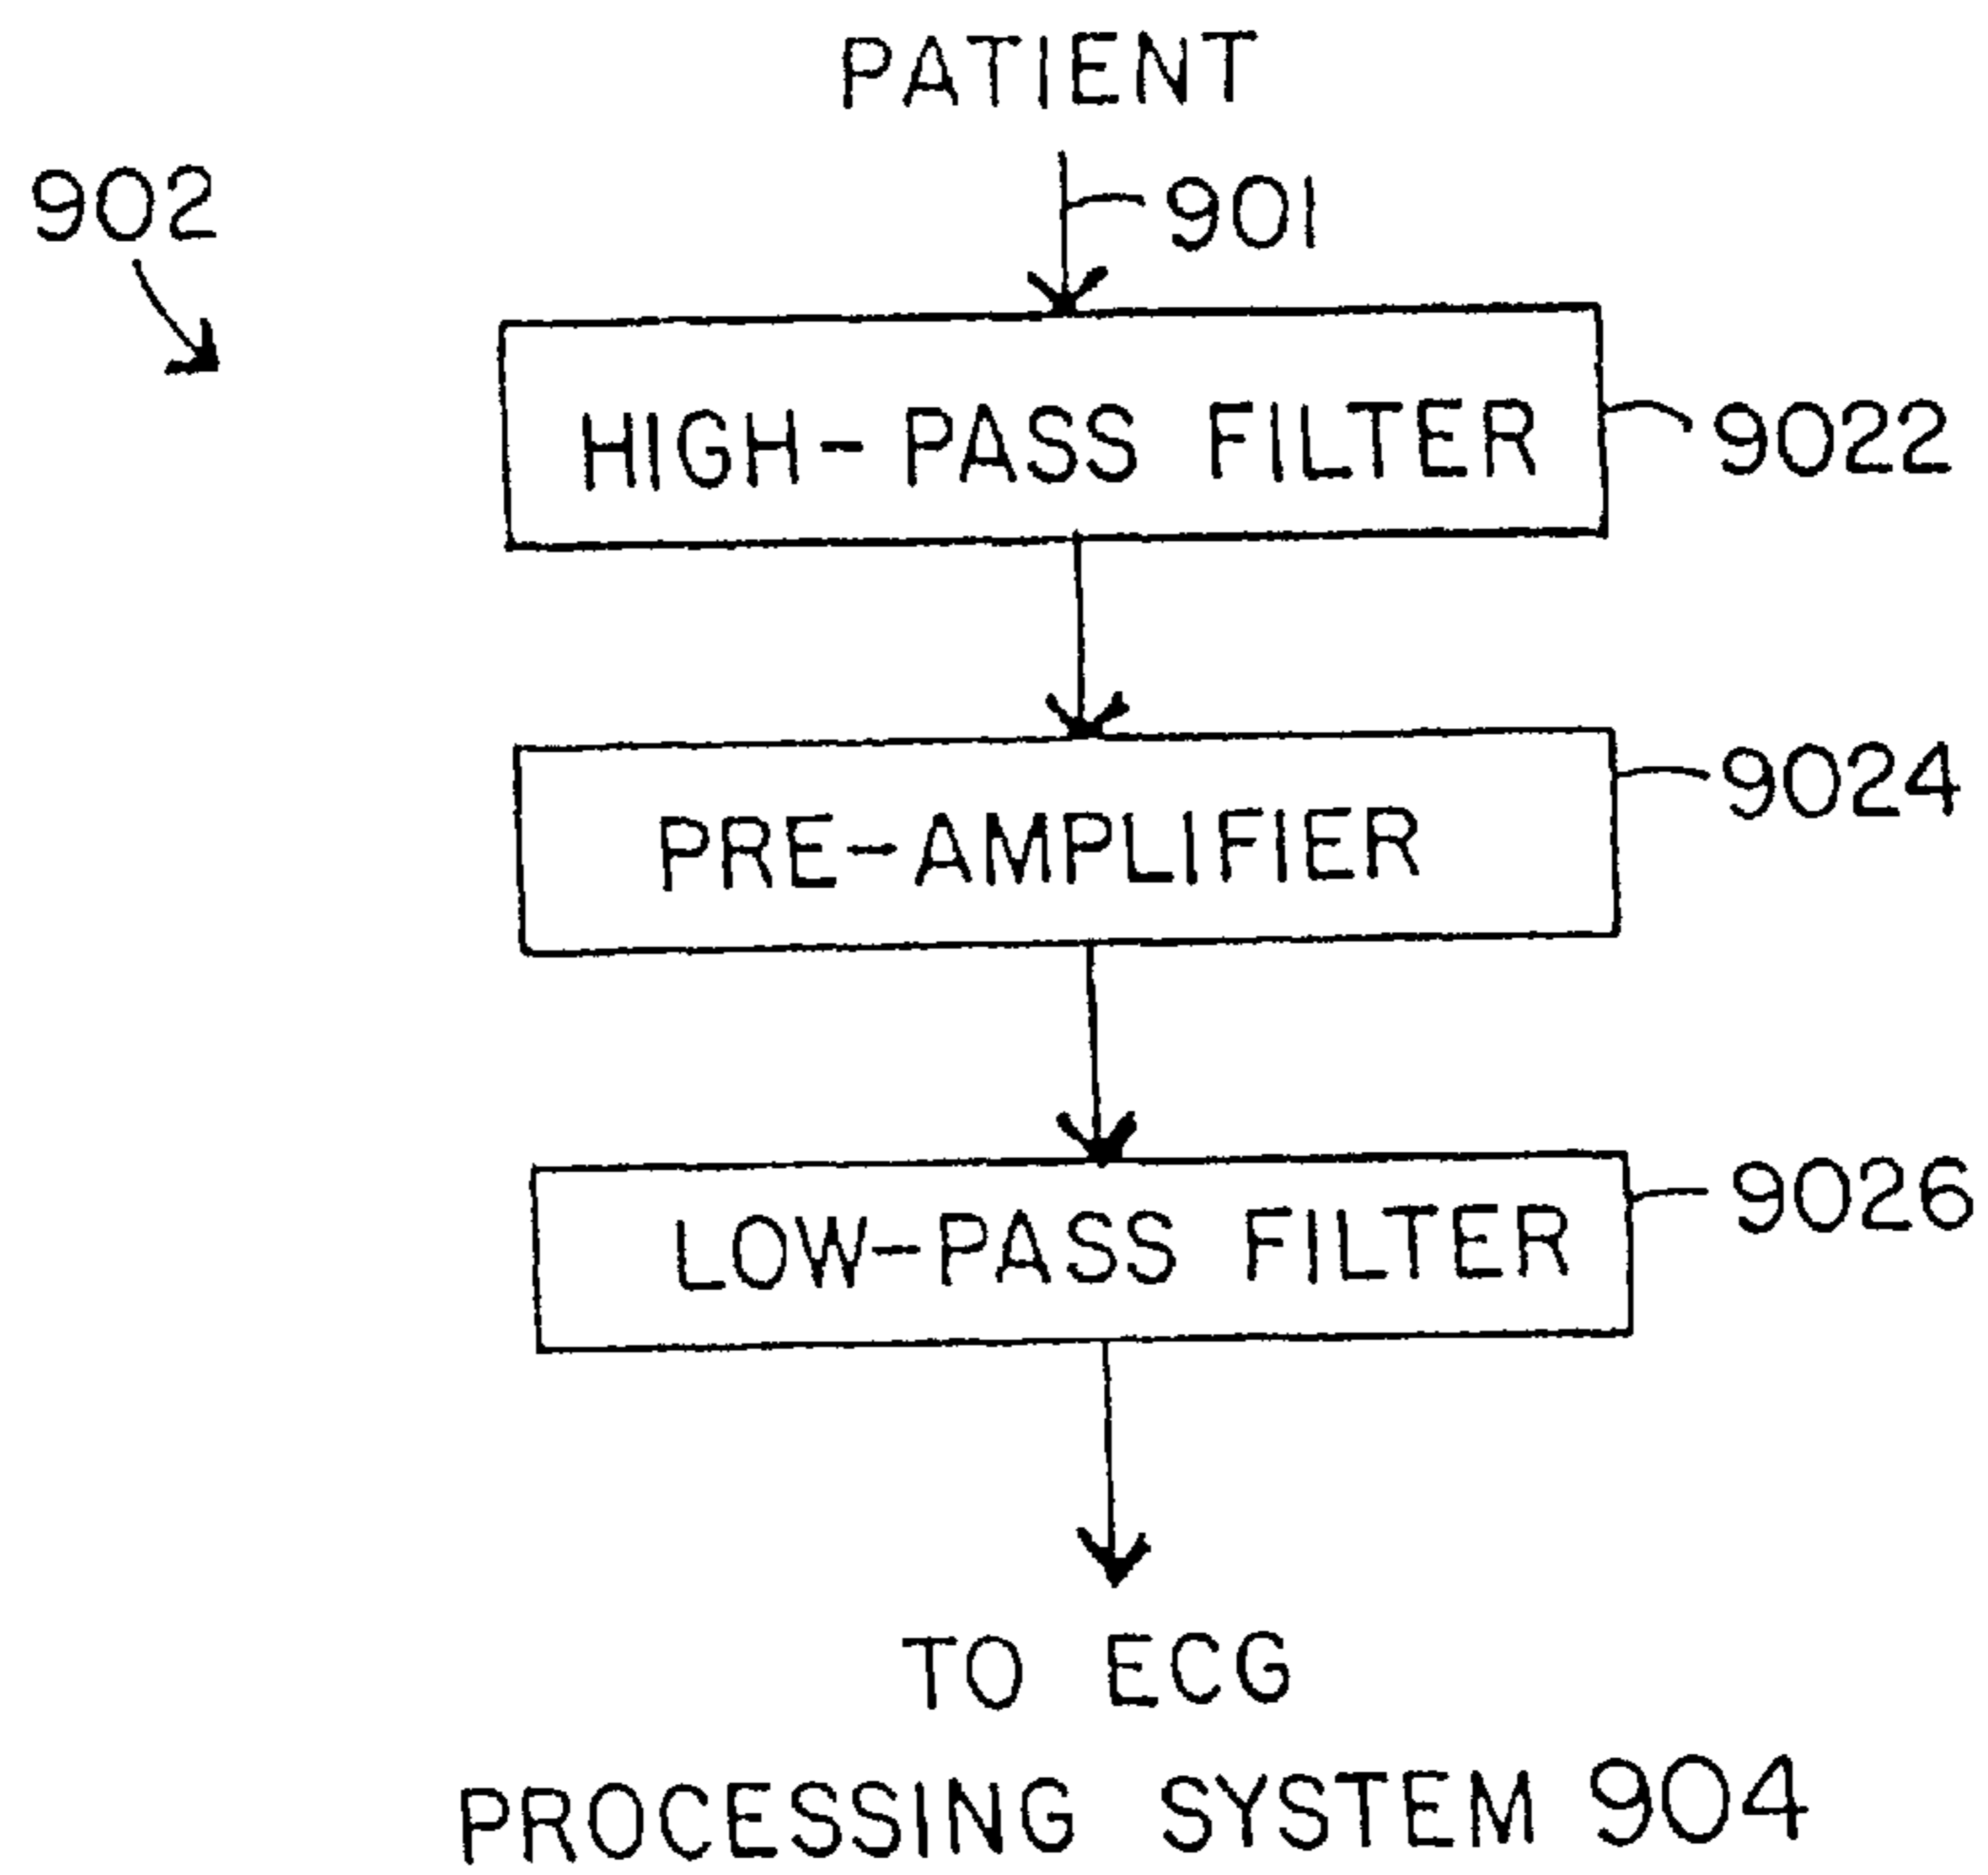 PATIENT
902
901
HIGH-PASS FILTER
9022
PRE-AMPLIFIER
9024
LOW-PASS FILTER
9026
TO ECG
PROCESSING SYSTEM 904